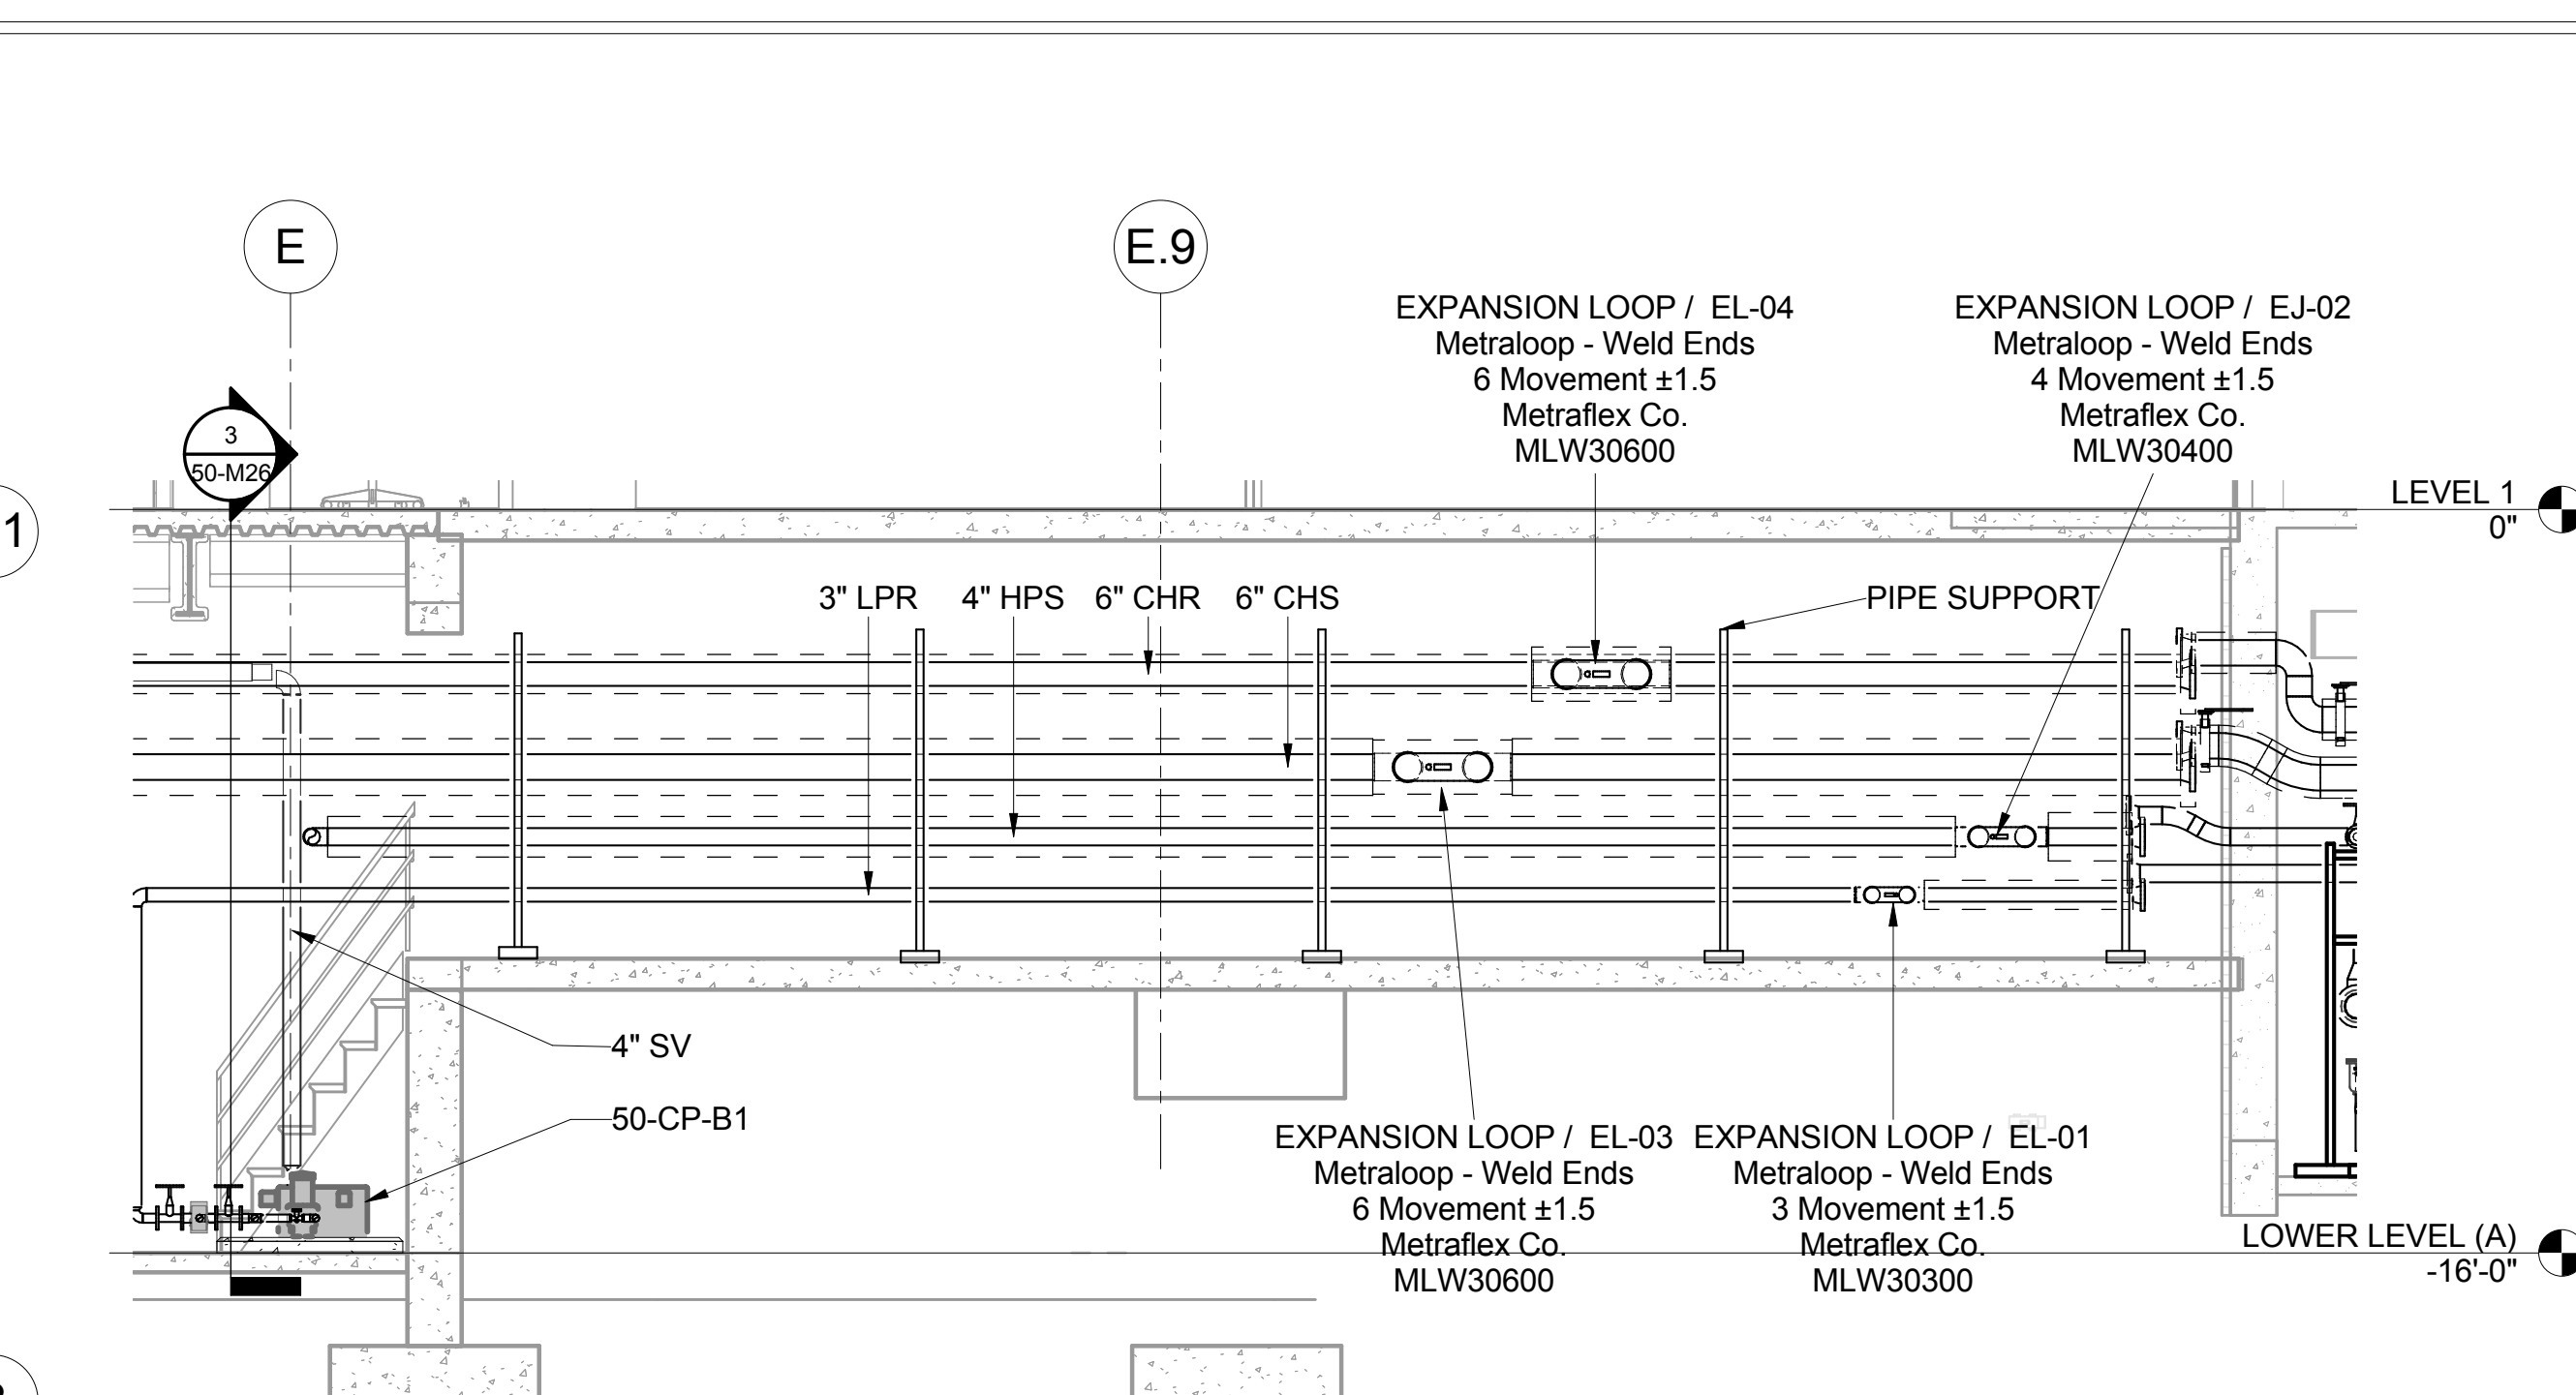 E
E.9
EXPANSION LOOP / EL-04
Metraloop - Weld Ends
6 Movement ±1.5
Metraflex Co.
MLW30600
EXPANSION LOOP / EJ-02
Metraloop - Weld Ends
4 Movement ±1.5
Metraflex Co.
MLW30400
3
50-M26
1
LEVEL 1
0"
3" LPR
4" HPS
6" CHR
6" CHS
PIPE SUPPORT
4" SV
50-CP-B1
EXPANSION LOOP / EL-03
Metraloop - Weld Ends
6 Movement ±1.5
Metraflex Co.
MLW30600
EXPANSION LOOP / EL-01
Metraloop - Weld Ends
3 Movement ±1.5
Metraflex Co.
MLW30300
LOWER LEVEL (A)
-16'-0"